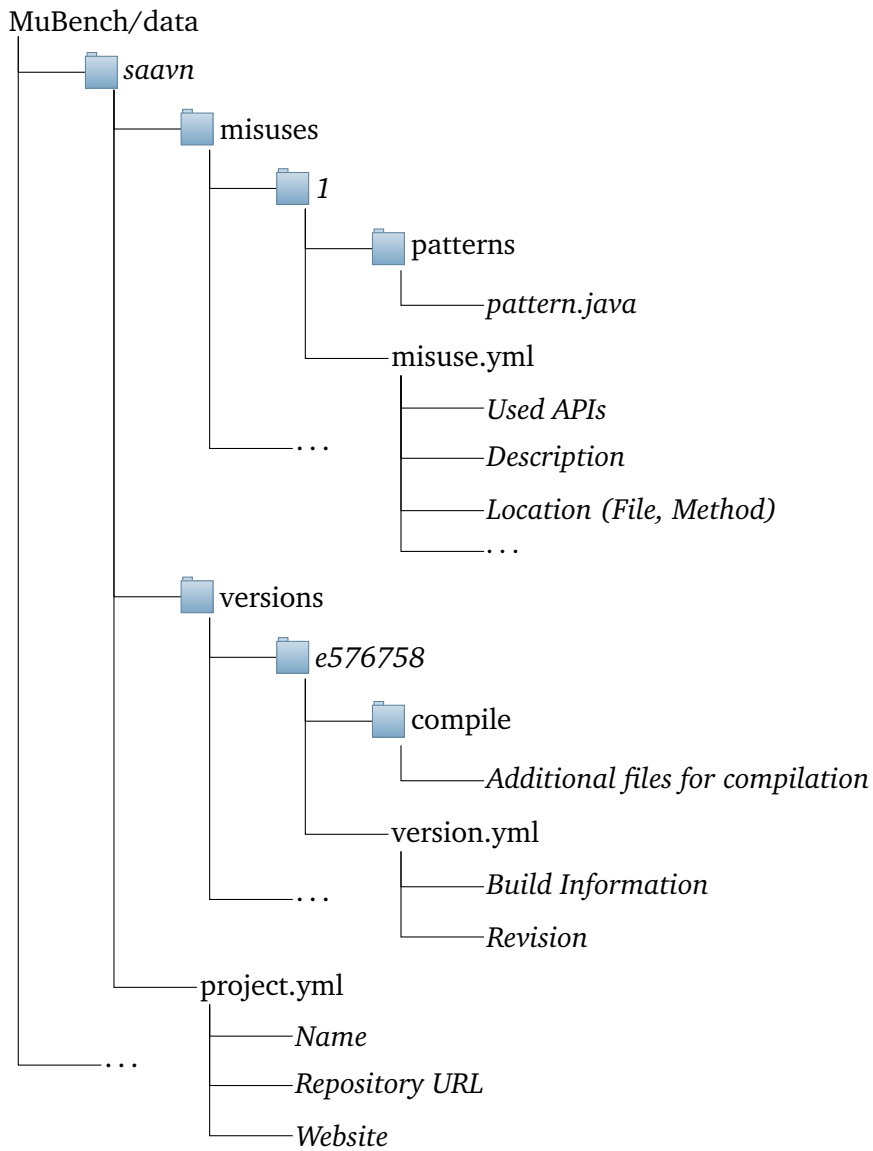 MuBench/data
saavn
misuses
1
patterns
pattern.java
misuse.yml
Used APIs
Description
...
Location (File, Method)
...
versions
e576758
compile
Additional files for compilation
version.yml
Build Information
...
Revision
project.yml
Name
...
Repository URL
Website